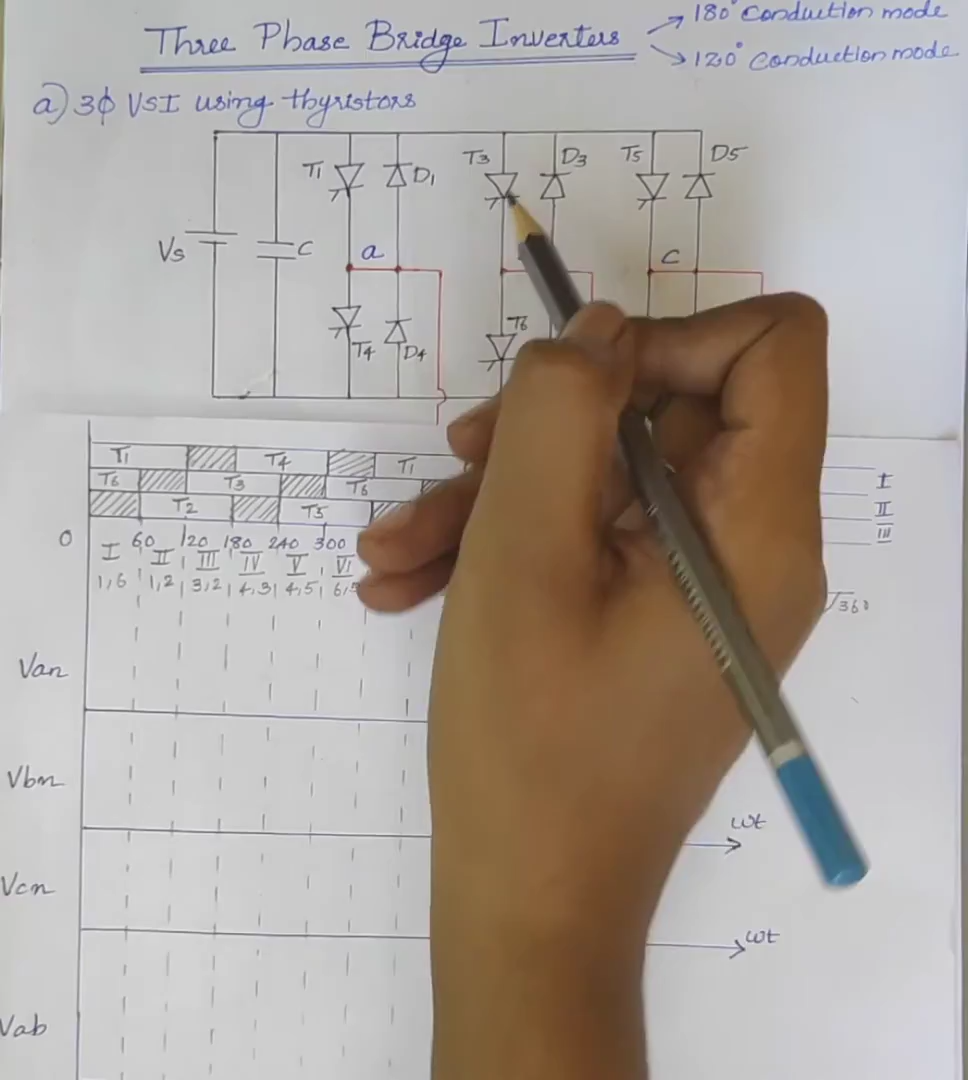 Three Phase Bridge Inverters
180° conduction mode
120° conduction mode
a) 3ϕ VSI using thyristors
T1 D1 T3 D3 T5 D5
Vs C a c
T4 D4 T6
T1 T4 T1 I
T6 T3 T6 II
T2 T5 III
0 60 120 180 240 300
I II III IV V VI
1,6 1,2 3,2 4,3 4,5 360
Van
Vbn
ωt
Vcn
ωt
Vab